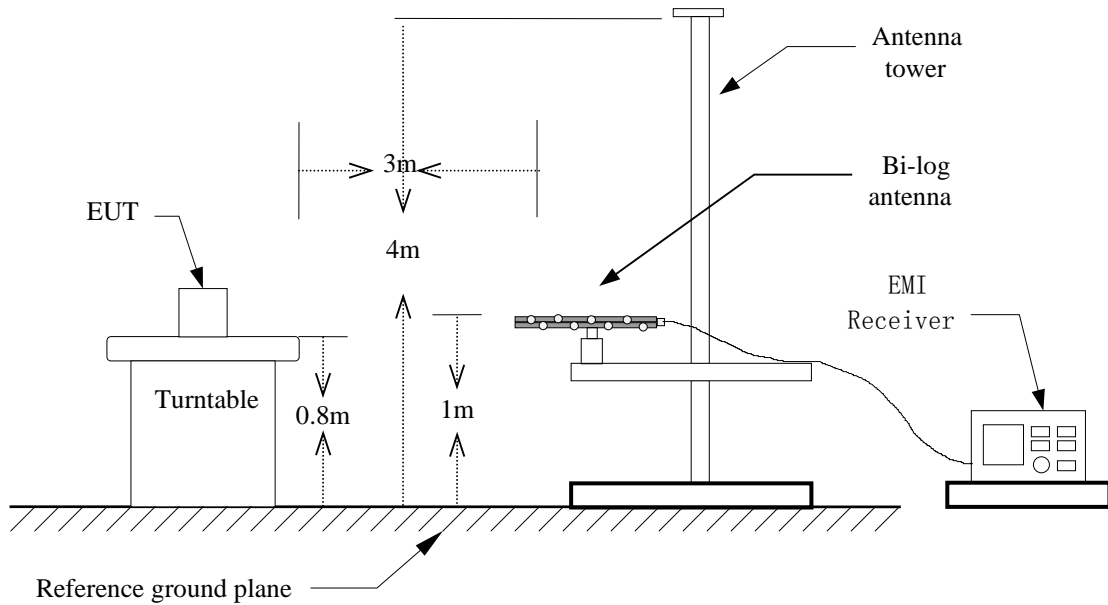 Antenna
tower
3m
Bi-log
antenna
EUT
4m
EMI
Receiver
Turntable
0.8m
1m
Reference ground plane